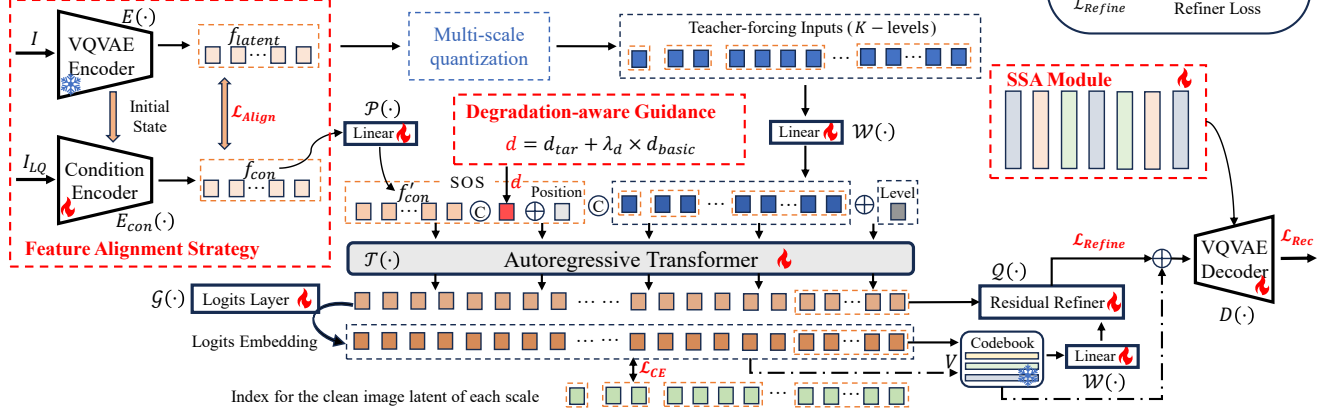 ℒ_Refine Refiner Loss
I
E(·)
VQVAE
Encoder
f_latent
Multi-scale
quantization
Teacher-forcing Inputs (K − levels)
SSA Module
Initial
State
ℒ_Align
𝒫(·)
Linear
Degradation-aware Guidance
d = d_tar + λ_d × d_basic
Linear
𝒲(·)
I_LQ
Condition
Encoder
E_con(·)
f_con
Feature Alignment Strategy
f'_con
SOS
d
Position
©
©
Level
𝒯(·)
Autoregressive Transformer
ℒ_Refine
VQVAE
Decoder
ℒ_Rec
D(·)
𝒢(·)
Logits Layer
𝒬(·)
Residual Refiner
Logits Embedding
ℒ_CE
V
Codebook
Linear
𝒲(·)
Index for the clean image latent of each scale